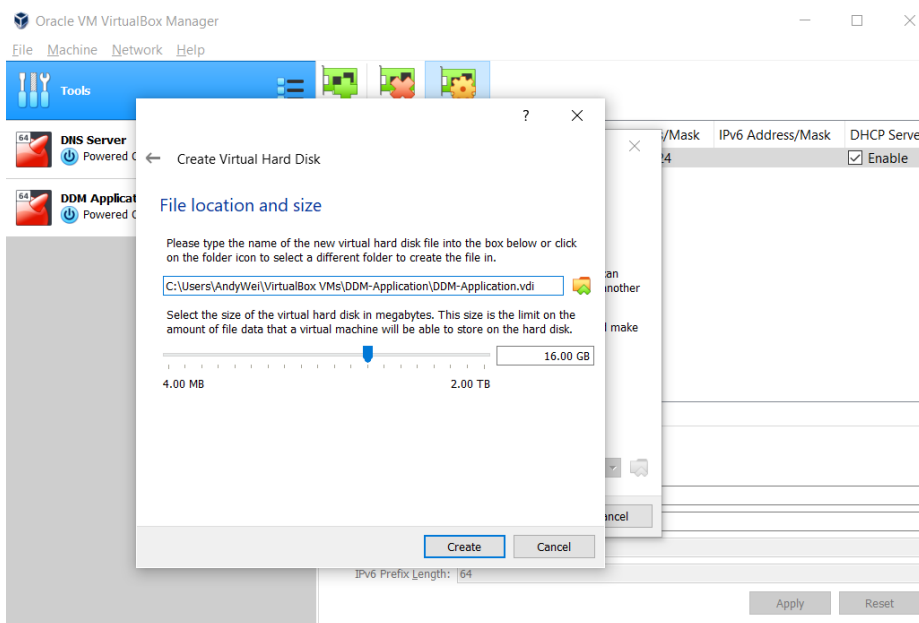 Oracle VM VirtualBox Manager
File Machine Network Help
Tools
64
DNS Server
Powered
64
DDM Applicat
Powered
?
Create Virtual Hard Disk
File location and size
Please type the name of the new virtual hard disk file into the box below or click
on the folder icon to select a different folder to create the file in.
C:\Users\AndyWei\VirtualBox VMs\DDM-Application\DDM-Application.vdi
Select the size of the virtual hard disk in megabytes. This size is the limit on the
amount of file data that a virtual machine will be able to store on the hard disk.
16.00 GB
4.00 MB 2.00 TB
Create Cancel
/Mask IPv6 Address/Mask DHCP Serve
24 Enable
an
nother
make
ancel
IPv6 Prefix Length: 64
Apply Reset